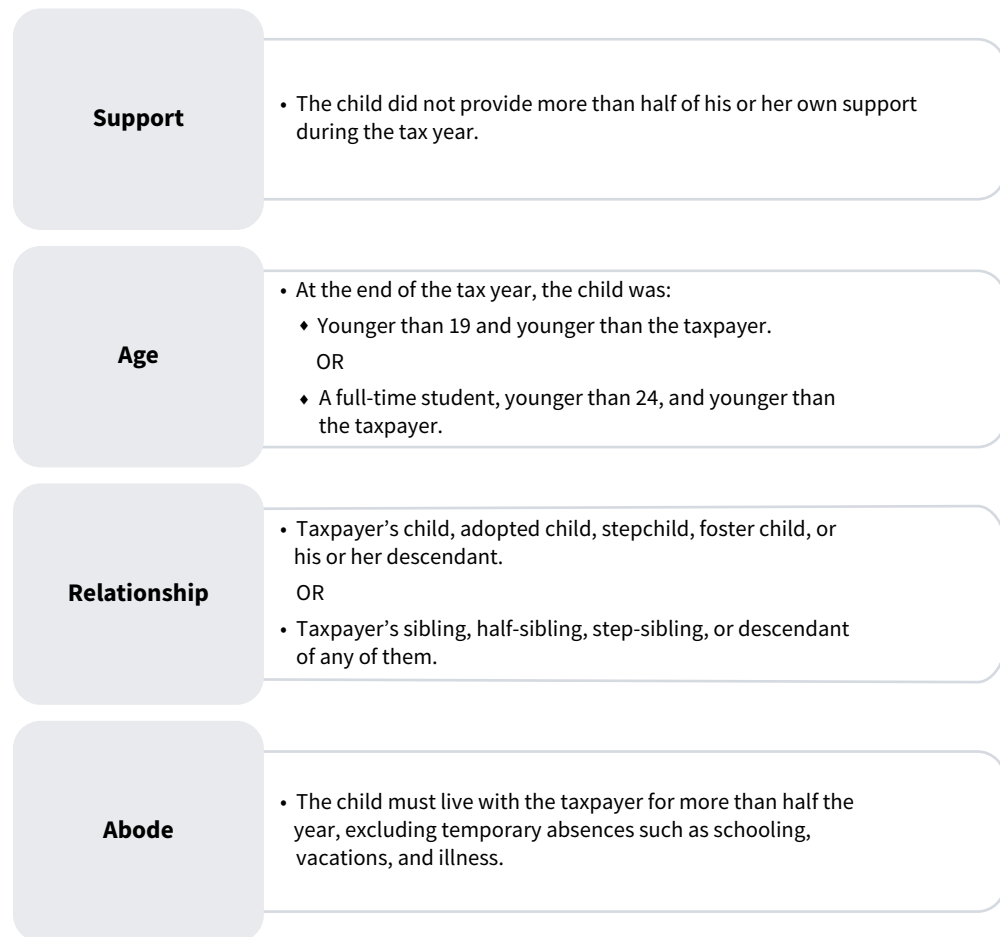 Support
• The child did not provide more than half of his or her own support
during the tax year.
Age
• At the end of the tax year, the child was:
♦ Younger than 19 and younger than the taxpayer.
OR
♦ A full-time student, younger than 24, and younger than
the taxpayer.
Relationship
• Taxpayer’s child, adopted child, stepchild, foster child, or
his or her descendant.
OR
• Taxpayer’s sibling, half-sibling, step-sibling, or descendant
of any of them.
Abode
• The child must live with the taxpayer for more than half the
year, excluding temporary absences such as schooling,
vacations, and illness.